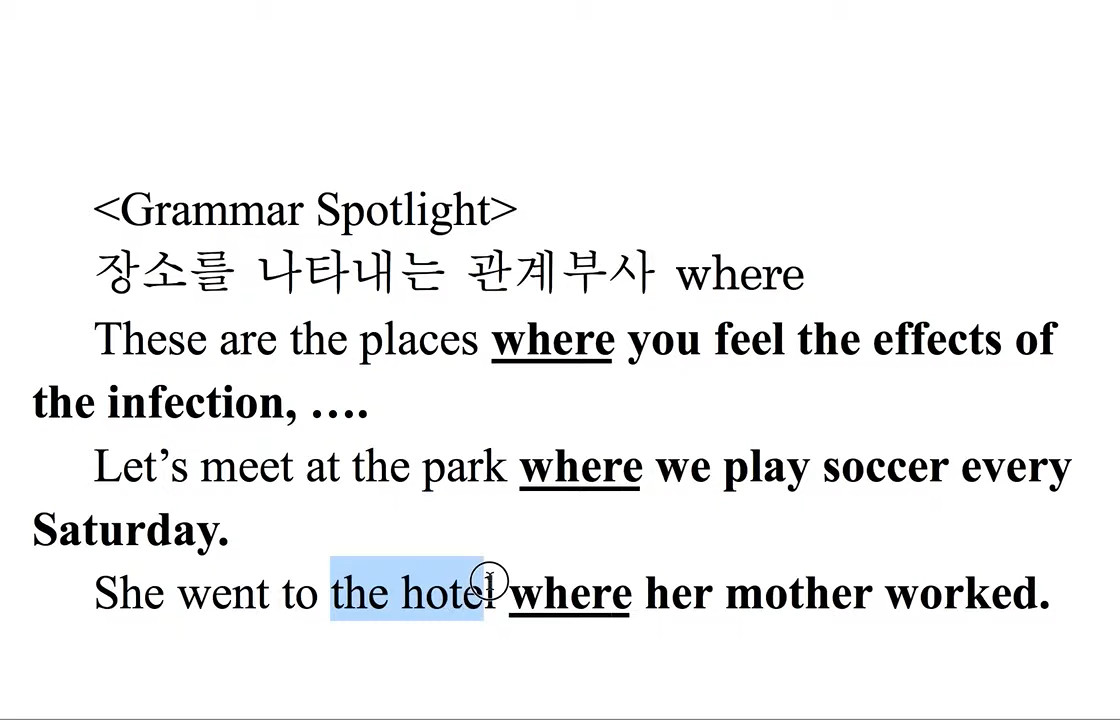 <Grammar Spotlight>
장소를 나타내는 관계부사 where
These are the places where you feel the effects of
the infection, ….
Let’s meet at the park where we play soccer every
Saturday.
She went to the hotel where her mother worked.